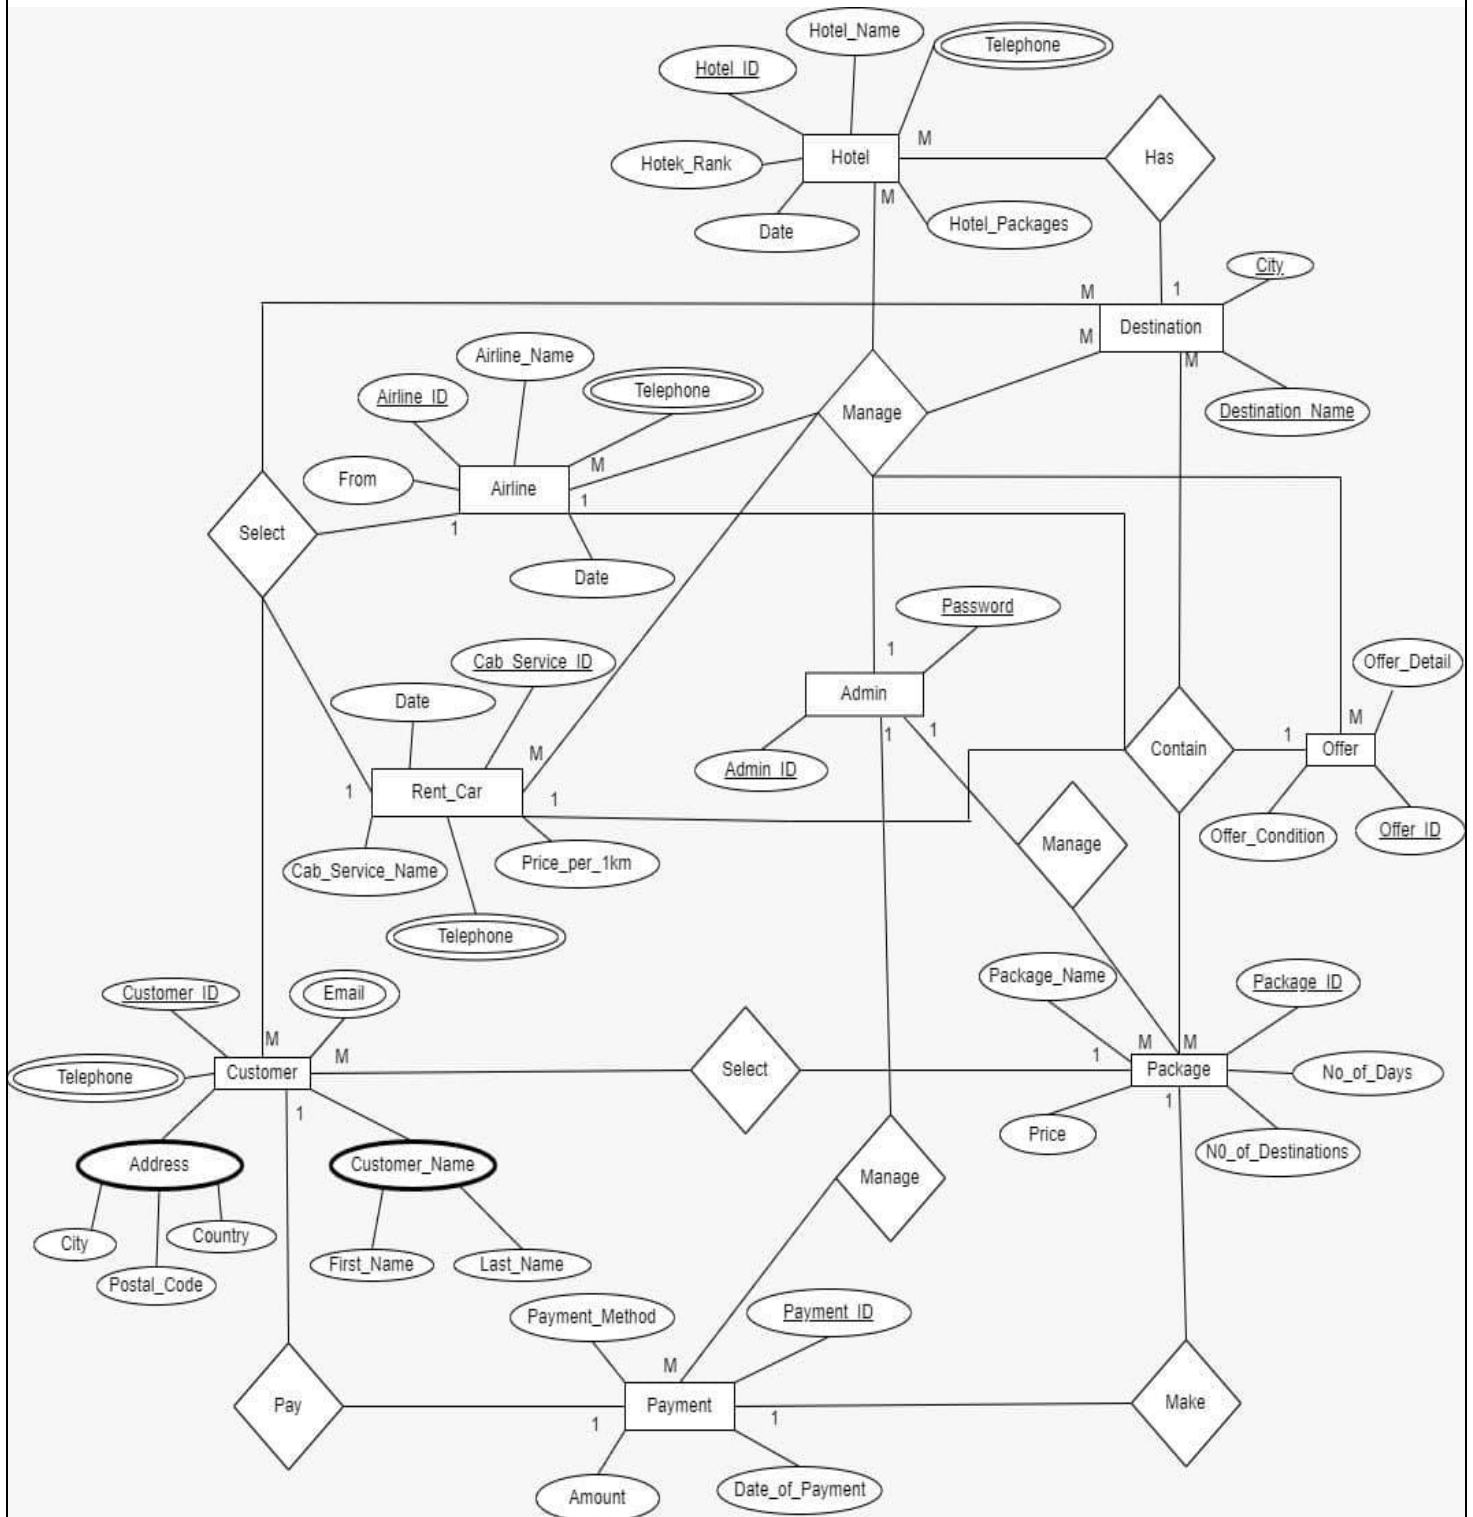 Hotel_Name
Telephone
Hotel_ID
M
Hotel
Has
Hotek_Rank
M
Hotel_Packages
Date
City
M
1
Destination
M
Airline_Name
M
Telephone
Airline_ID
Manage
Destination_Name
M
From
Airline
1
Select
1
Date
Password
1
Offer_Detail
Cab_Service_ID
Date
Admin
M
1
1
1
Offer
Contain
M
Admin_ID
1
Rent_Car
1
Offer_Condition
Offer_ID
Manage
Cab_Service_Name
Price_per_1km
Telephone
Package_Name
Package_ID
Customer_ID
Email
M
M
M
M
1
Telephone
Customer
Select
Package
No_of_Days
1
1
Price
N0_of_Destinations
Address
Customer_Name
Manage
City
Country
Postal_Code
First_Name
Last_Name
Payment_Method
Payment_ID
M
Pay
Payment
Make
1
1
Amount
Date_of_Payment